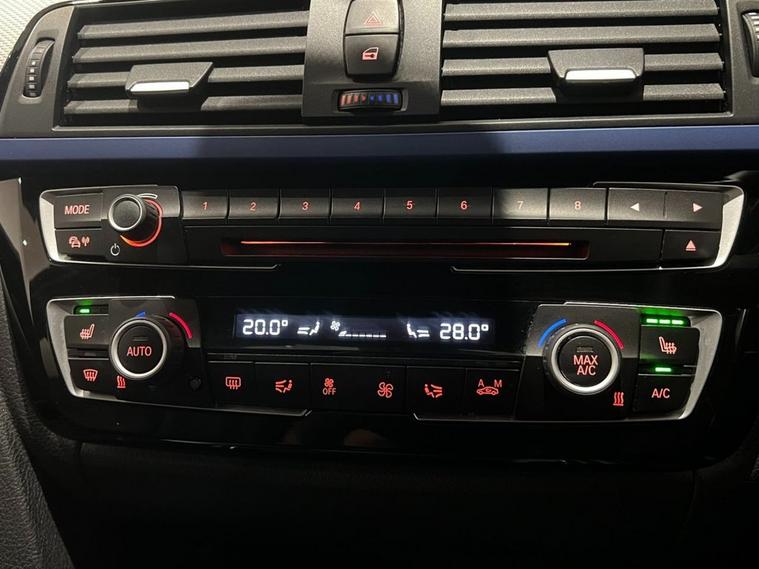 MODE 1 2 3 4 5 6 7 8
20.0° 28.0°
AUTO MAX
A/C
OFF A M A/C